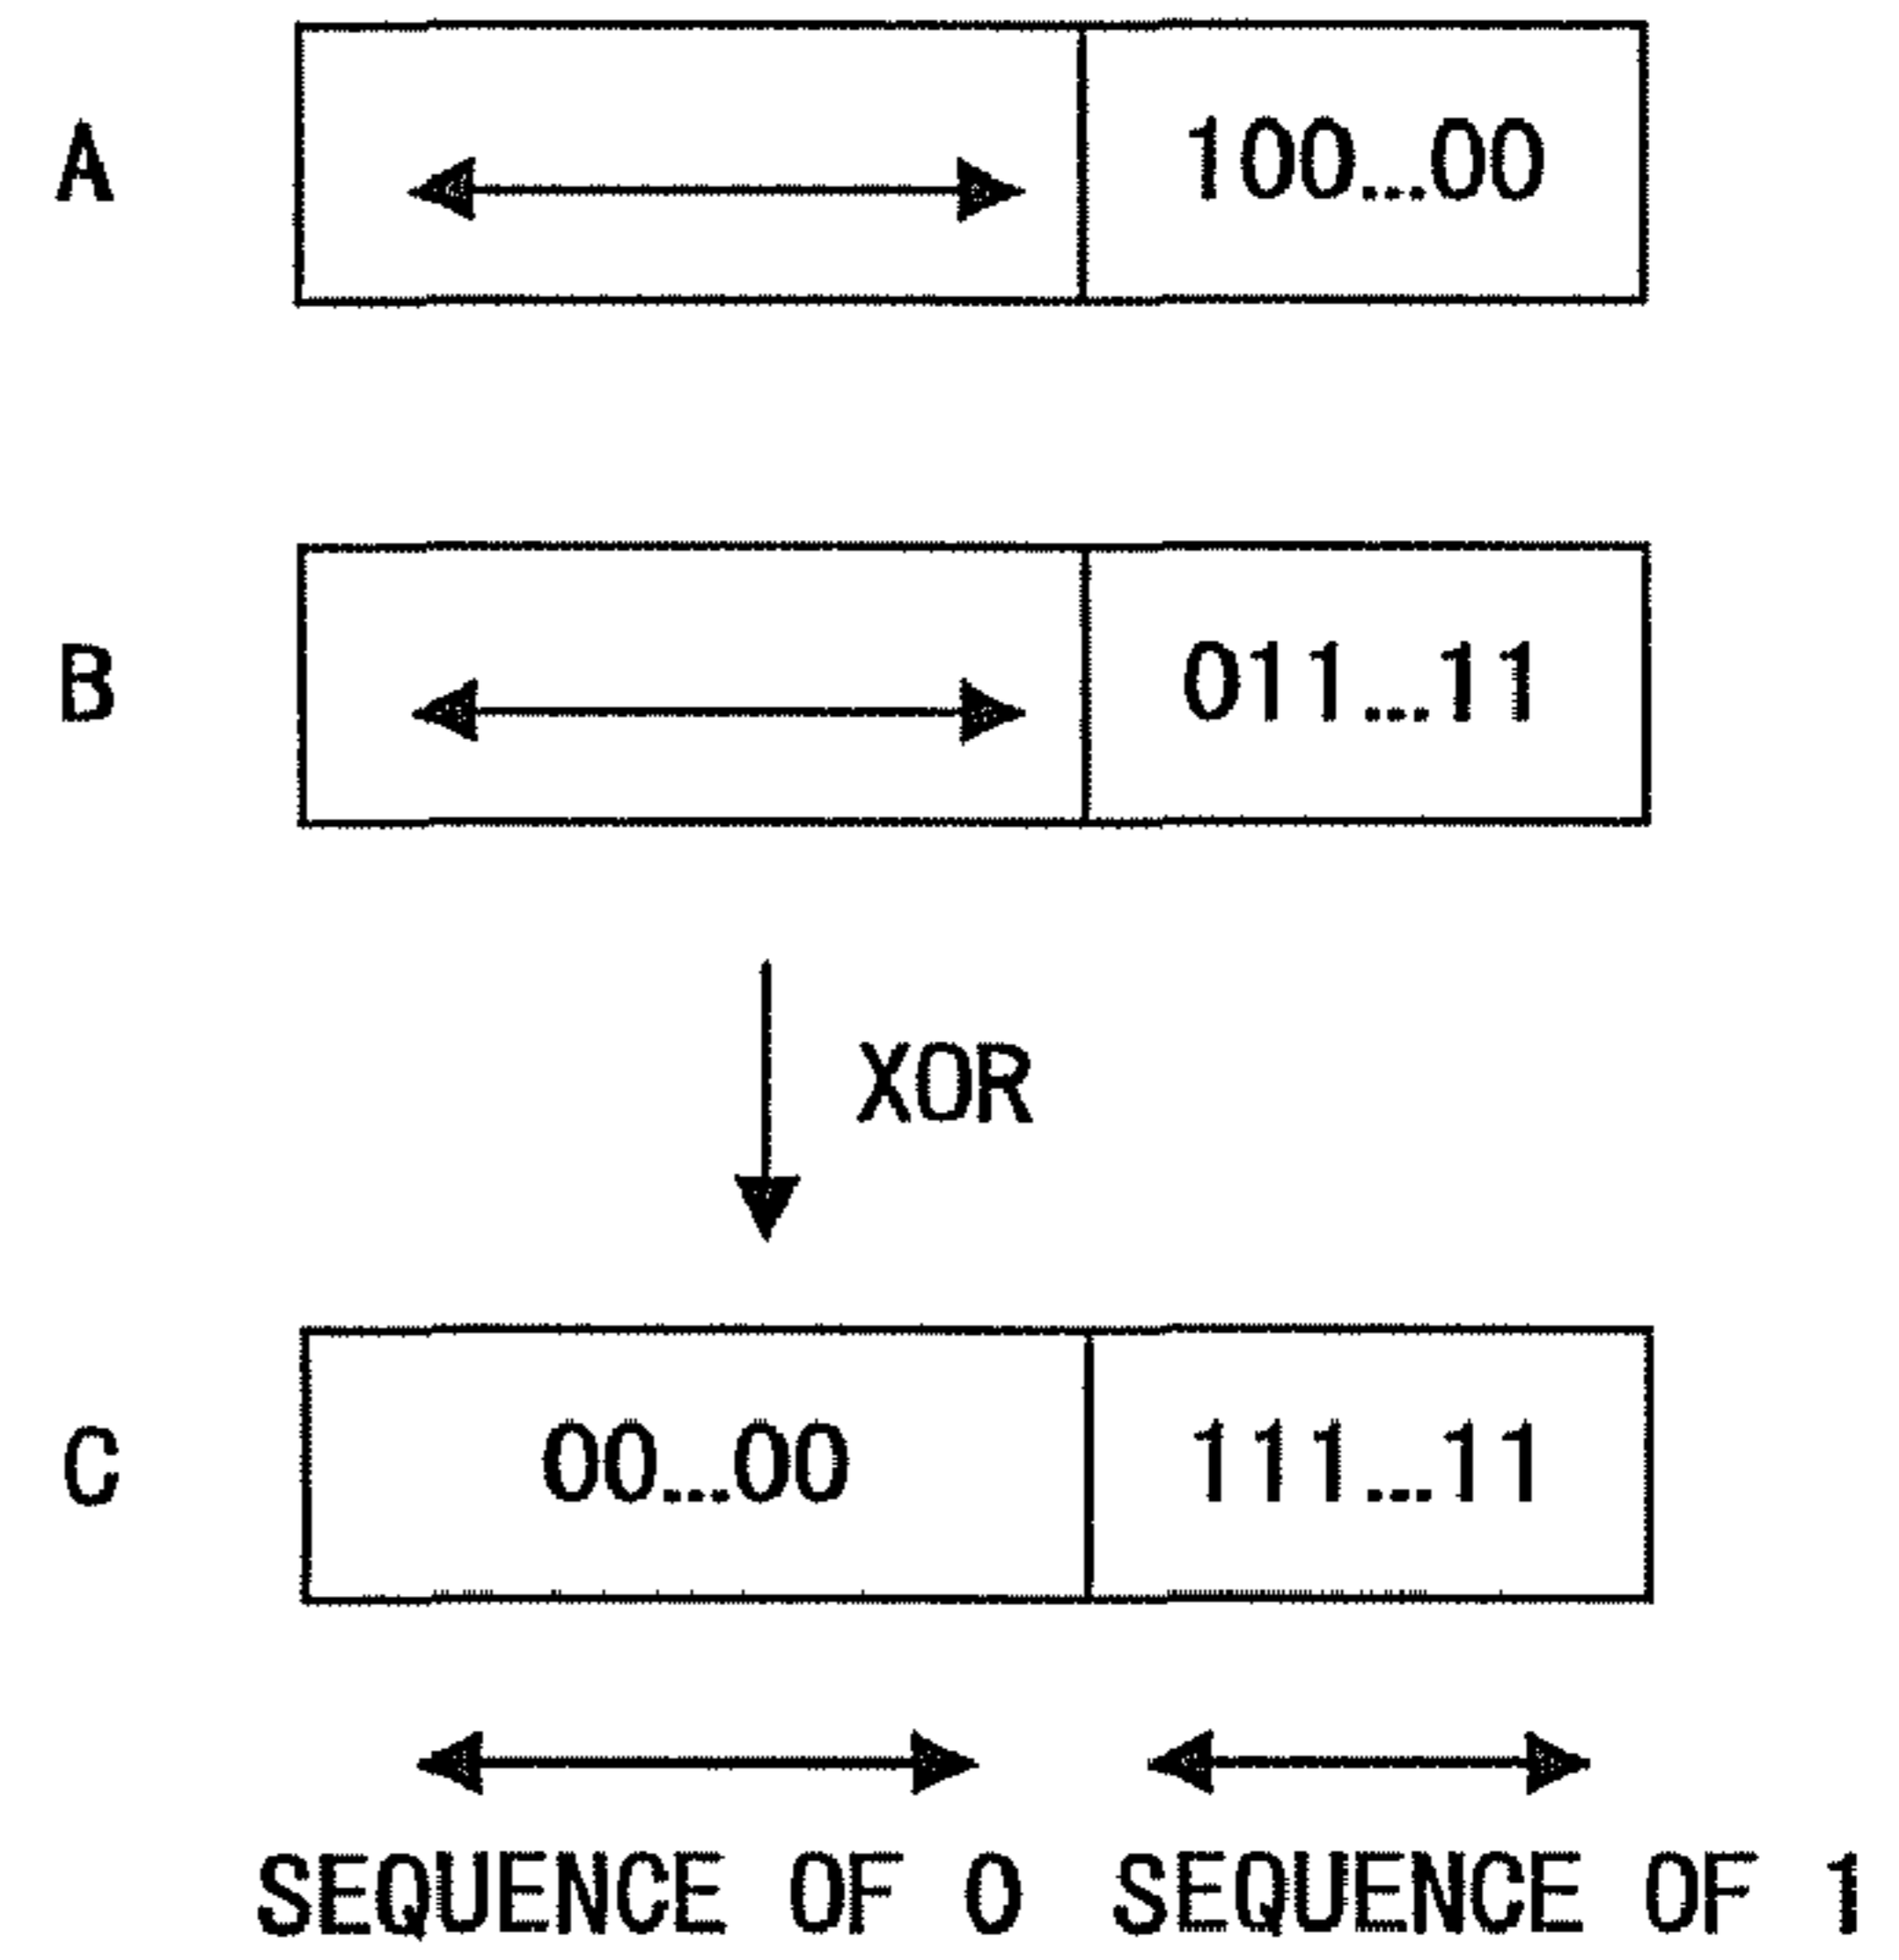 A 100...00
B 011...11
XOR
C 00...00 111...11
SEQUENCE OF 0 SEQUENCE OF 1